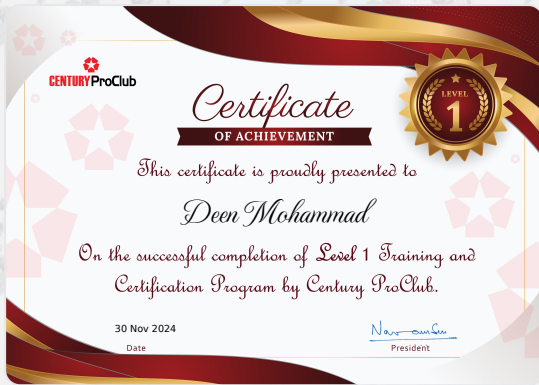 CENTURY ProClub
Certificate
OF ACHIEVEMENT
LEVEL
1
This certificate is proudly presented to
Deen Mohammad
On the successful completion of Level 1 Training and
Certification Program by Century ProClub.
30 Nov 2024
Date
President